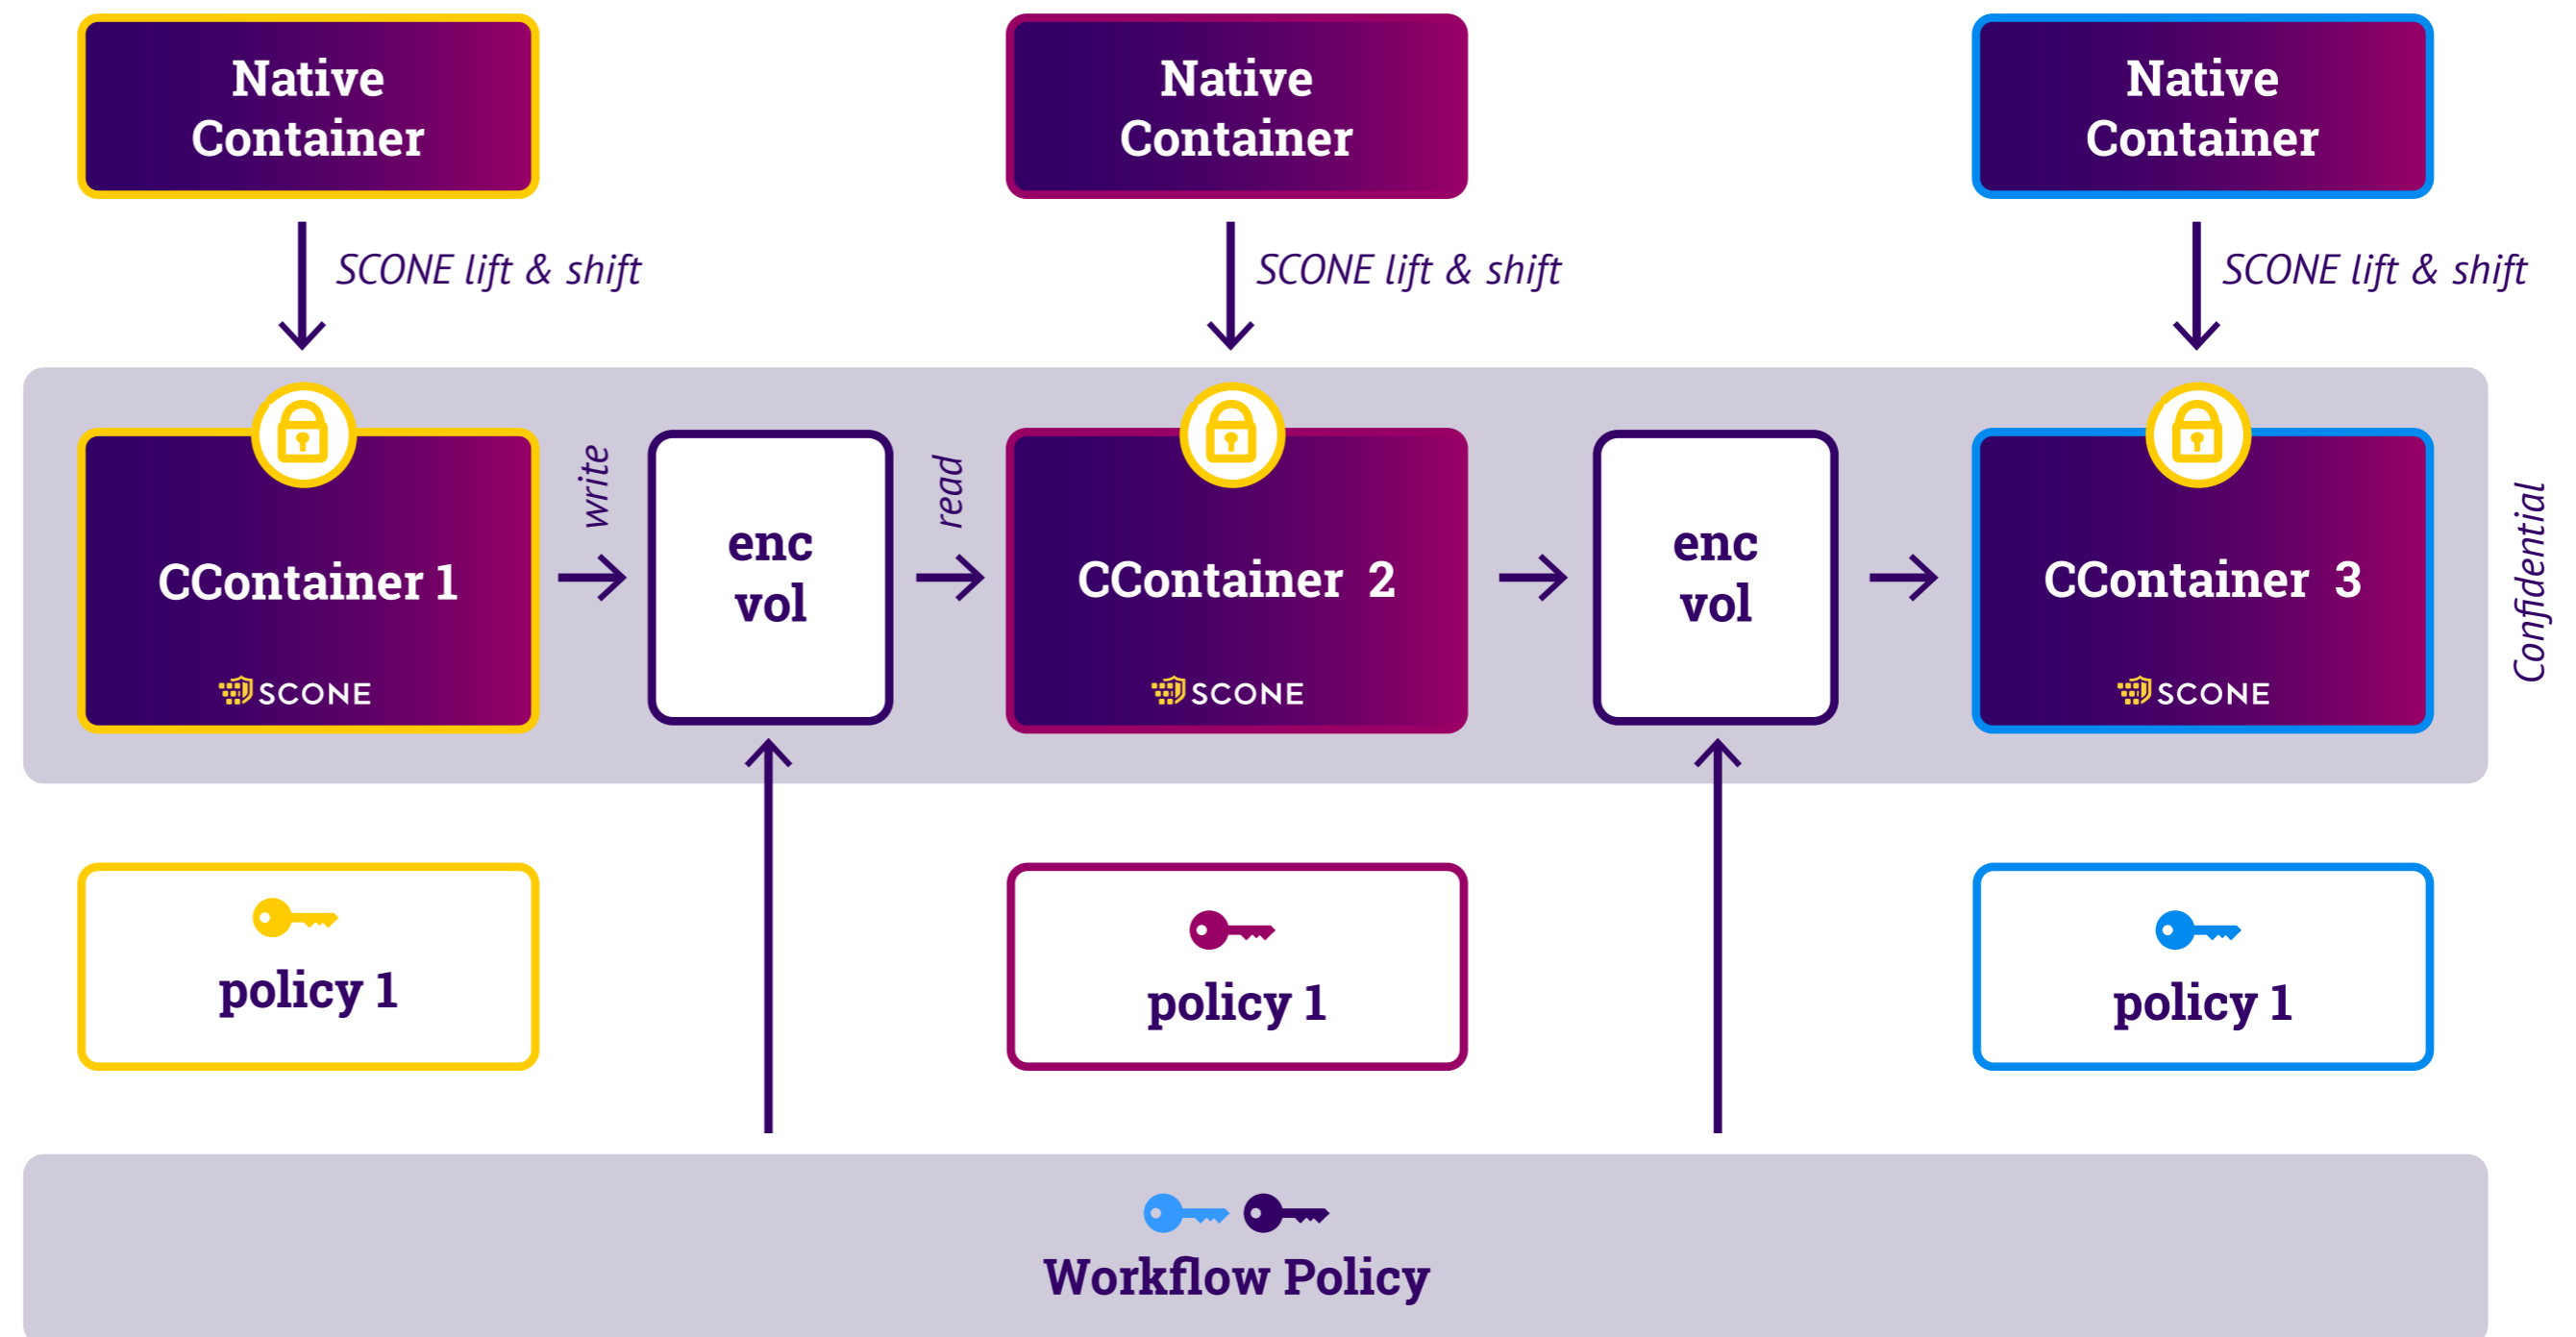 Native
Container
Native
Container
Native
Container
SCONE lift & shift
SCONE lift & shift
SCONE lift & shift
CContainer 1
SCONE
write
enc
vol
read
CContainer 2
SCONE
enc
vol
CContainer 3
SCONE
Confidential
policy 1
policy 1
policy 1
Workflow Policy